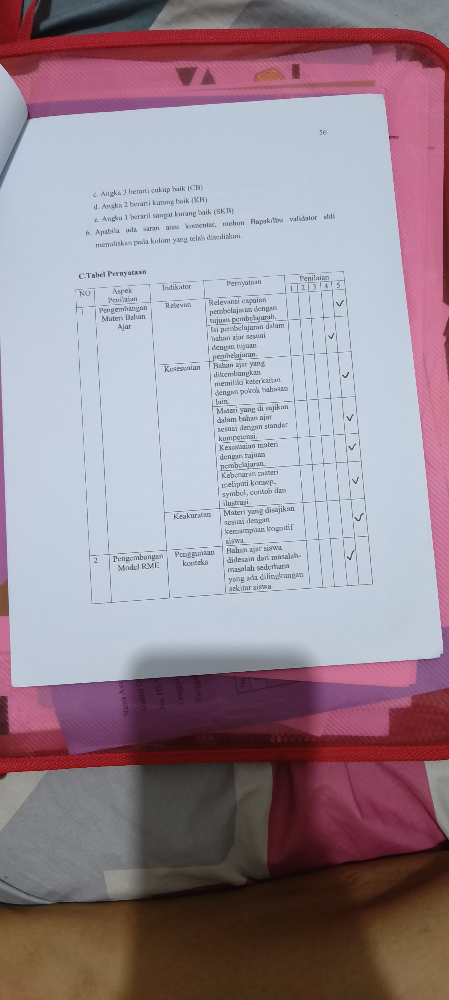 56
c. Angka 3 berarti cukup baik (CB)
d. Angka 2 berarti kurang baik (KB)
e. Angka 1 berarti sangat kurang baik (SKB)
6. Apabila ada saran atau komentar, mohon Bapak/Ibu validator ahli
menuliskan pada kolom yang telah disediakan.
C.Tabel Pernyataan
NO Aspek Penilaian Indikator Pernyataan Penilaian
1 2 3 4 5
1 Pengembangan Materi Bahan Ajar
Relevan
Relevansi capaian
pembelajaran dengan
tujuan pembelajarab.
✓
Isi pembelajaran dalam
bahan ajar sesuai
dengan tujuan
pembelajaran.
✓
Kesesuaian
Bahan ajar yang
dikembangkan
memiliki keterkaitan
dengan pokok bahasan
lain.
✓
Materi yang di sajikan
dalam bahan ajar
sesuai dengan standar
kompetensi.
✓
Kesesuaian materi
dengan tujuan
pembelajaran.
✓
Kebenaran materi
meliputi konsep,
symbol, contoh dan
ilustrasi.
✓
Keakuratan
Materi yang disajikan
sesuai dengan
kemampuan kognitif
siswa.
✓
2 Pengembangan Model RME
Penggunaan konteks
Bahan ajar siswa
didesain dari masalah-
masalah sederhana
yang ada dilingkungan
sekitar siswa
✓
Nama
Alamat
No. HP
No